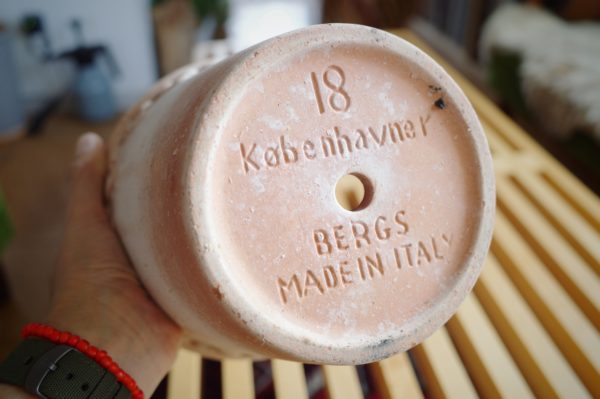 18
Københavner
BERGS
MADE IN ITALY